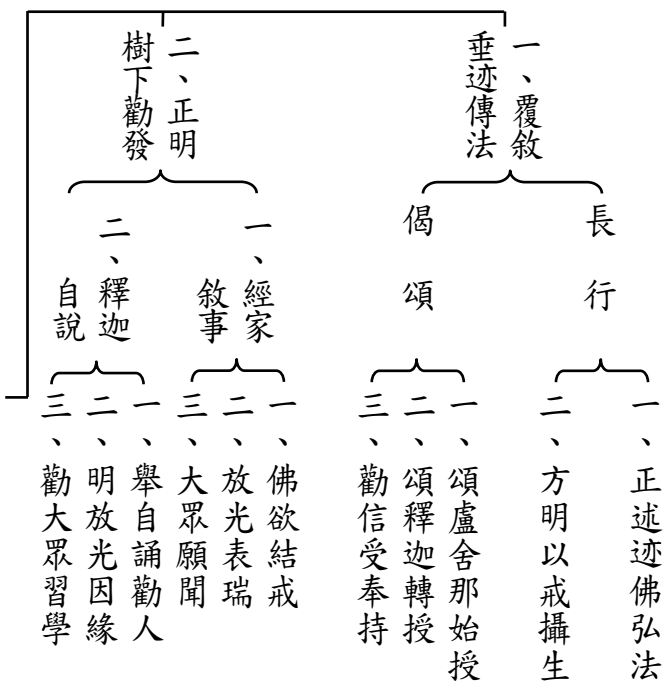 一、覆敘
垂迹傳法
長行
一、正述迹佛弘法
二、方明以戒攝生
偈頌
一、頌盧舍那始授
二、頌釋迦轉授
三、勸信受奉持
二、正明
樹下勸發
一、經家
敘事
一、佛欲結戒
二、放光表瑞
三、大眾願聞
二、釋迦
自說
一、舉自誦勸人
二、明放光因緣
三、勸大眾習學